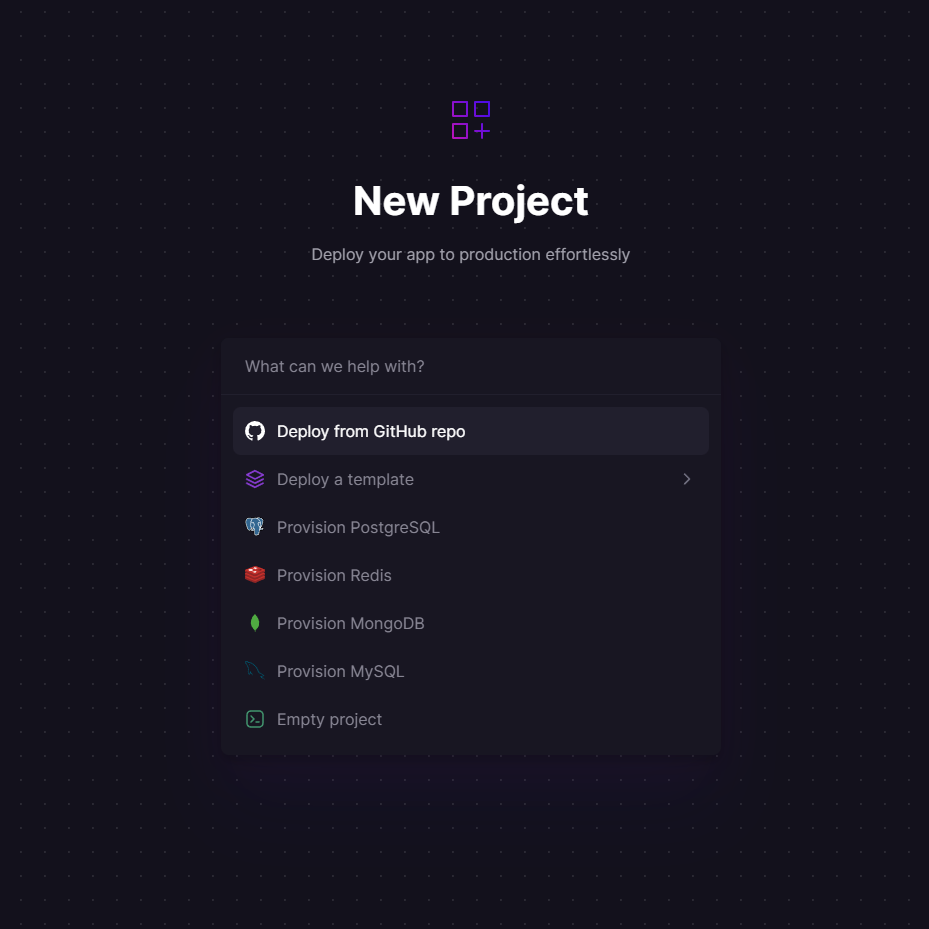 New Project
Deploy your app to production effortlessly
What can we help with?
Deploy from GitHub repo
Deploy a template
Provision PostgreSQL
Provision Redis
Provision MongoDB
Provision MySQL
Empty project